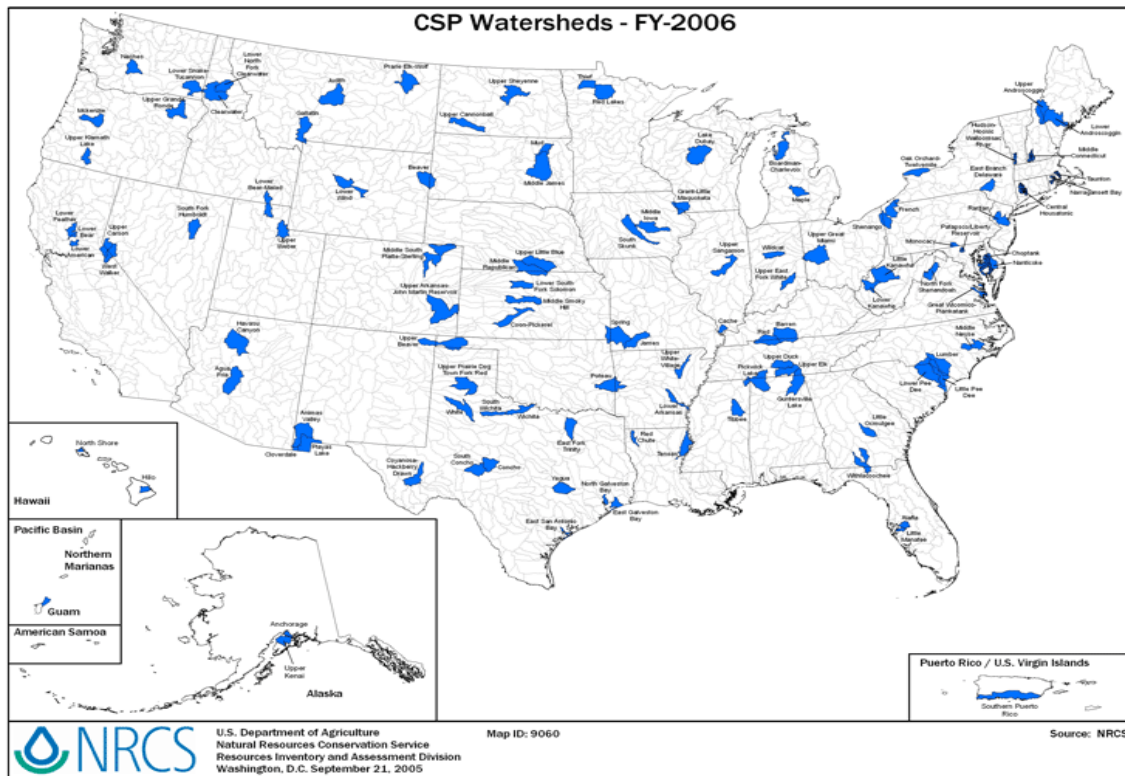 CSP Watersheds - FY-2006
Naches
Lower Snake-
Tucannon
Lower
North
Fork
Clearwater
Clearwater
Upper Grande
Ronde
Mckenzie
Upper Klamath
Lake
Judith
Gallatin
Prairie Elk-Wolf
Upper Sheyenne
Upper Cannonball
Thief
Red Lakes
Mud
Middle James
Beaver
Lower
Wind
Lower
Bear-Malad
Upper
Weber
South Fork
Humboldt
Lower
Feather
Lower
Bear
Lower
American
Upper
Carson
West
Walker
Lake
Dubay
Boardman-
Charlevoix
Maple
Grant-Little
Maquoketa
Middle
Iowa
South
Skunk
Upper
Androscoggin
Lower
Androscoggin
Hudson-
Hoosic
Walloomsac
River
Middle
Connecticut
Oak Orchard-
Twelvemile
East Branch
Delaware
Taunton
Narragansett Bay
Central
Housatonic
French
Shenango
Raritan
Patapsco/Liberty
Reservoir
Monocacy
Choptank
Nanticoke
North Fork
Shenandoah
Great Wicomico-
Piankatank
Little
Kanawha
Lower
Kanawha
Upper Great
Miami
Wildcat
Upper East
Fork White
Upper
Sangamon
Middle South
Platte-Sterling
Upper Little Blue
Middle
Republican
Lower South
Fork Solomon
Middle Smoky
Hill
Coon-Pickerel
Upper Arkansas-
John Martin Reservoir
Upper
Beaver
Spring
James
Cache
Red
Barren
Upper Duck
Upper Elk
Pickwick
Lake
Guntersville
Lake
Middle
Neuse
Lumber
Lower Pee
Dee
Little Pee
Dee
Havasu
Canyon
Agua
Fria
Animas
Valley
Playas
Lake
Cloverdale
Upper Prairie Dog
Town Fork Red
White
South
Wichita
Wichita
Poteau
Upper
White-
Village
Lower
Arkansas
Tibbee
Red
Chute
Tensas
East Fork
Trinity
Coyanosa-
Hackberry
Draws
South
Concho
Concho
Yegua
North Galveston
Bay
East Galveston
Bay
East San Antonio
Bay
Little
Ocmulgee
Withlacoochee
Little
Manatee
North Shore
Hilo
Hawaii
Pacific Basin
Northern
Marianas
Guam
American Samoa
Anchorage
Upper
Kenai
Alaska
Puerto Rico / U.S. Virgin Islands
Southern Puerto
Rico
NRCS
U.S. Department of Agriculture
Natural Resources Conservation Service
Resources Inventory and Assessment Division
Washington, D.C. September 21, 2005
Map ID: 9060
Source: NRCS